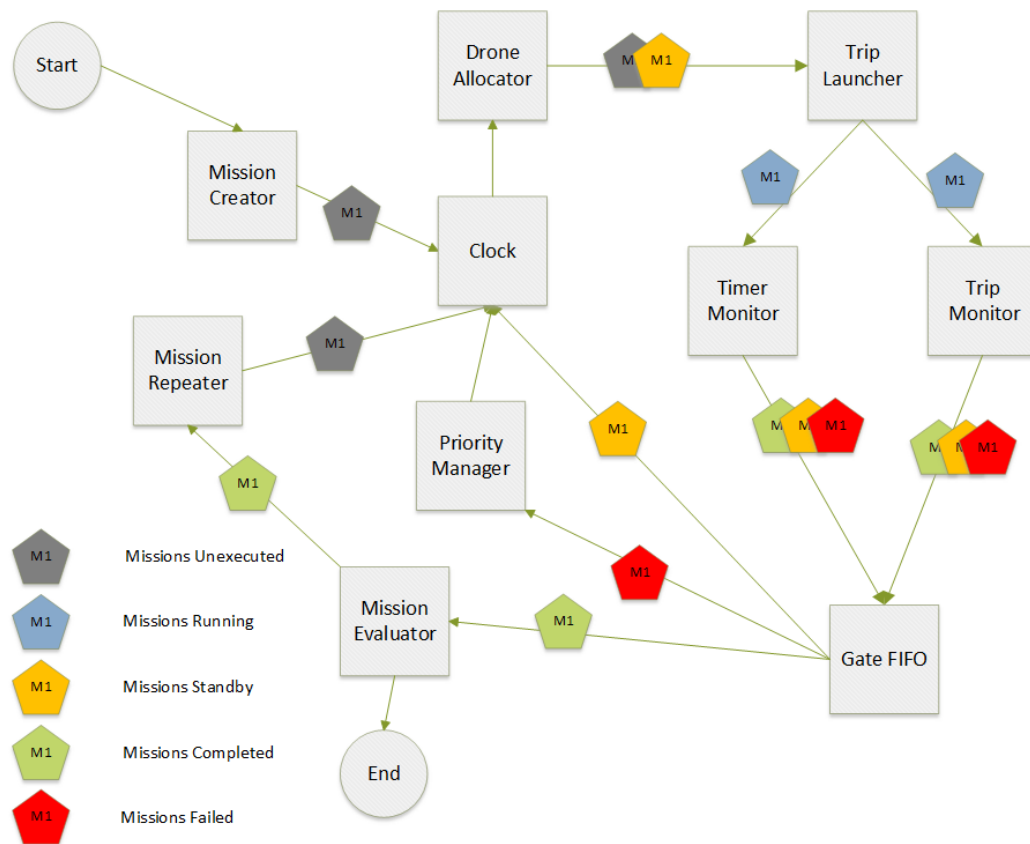 Start
Drone
Allocator
M
M1
Trip
Launcher
Mission
Creator
M1
M1
M1
Clock
Timer
Monitor
Trip
Monitor
Mission
Repeater
M1
Priority
Manager
M1
M
M
M1
M
M
M1
M1
M1
Mission
Evaluator
M1
Gate FIFO
End
M1 Missions Unexecuted
M1 Missions Running
M1 Missions Standby
M1 Missions Completed
M1 Missions Failed